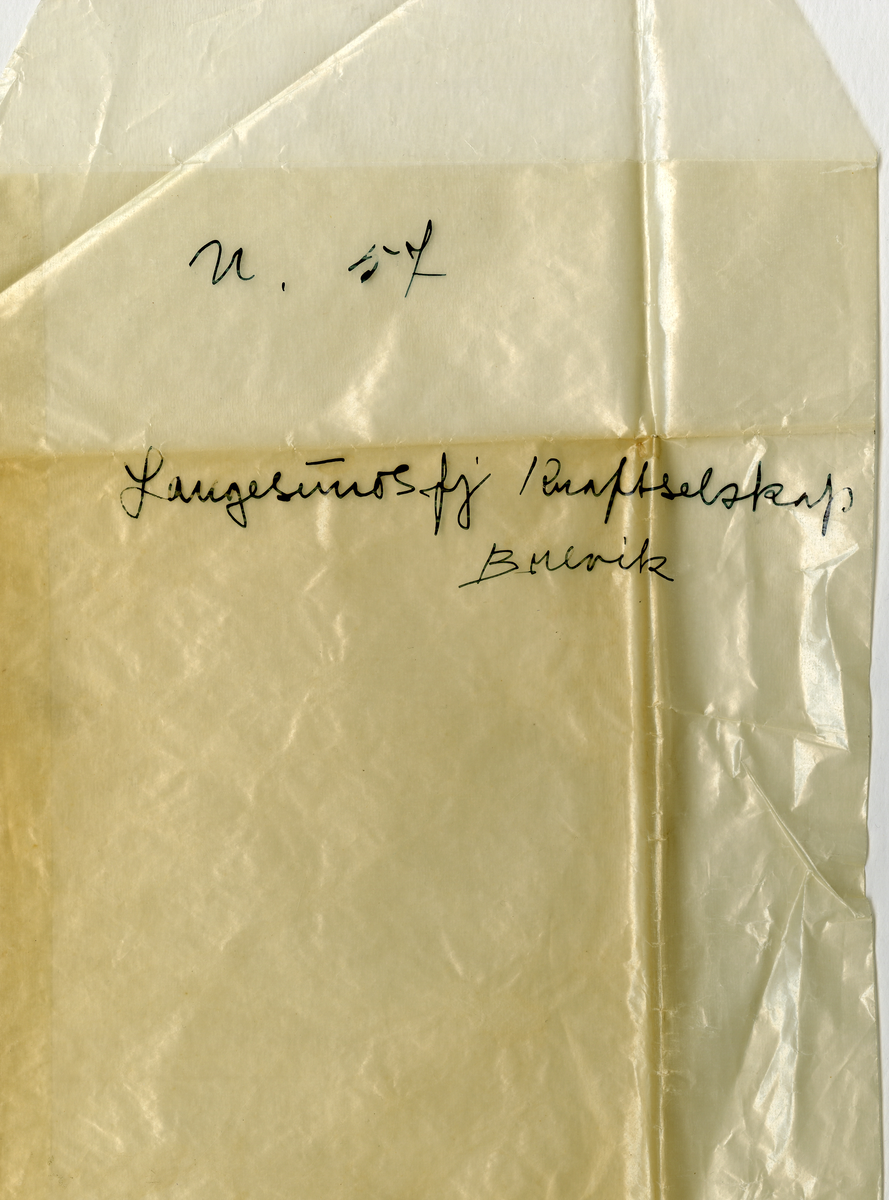 N. 57
Langesundsfj Kraftselskap
Brevik